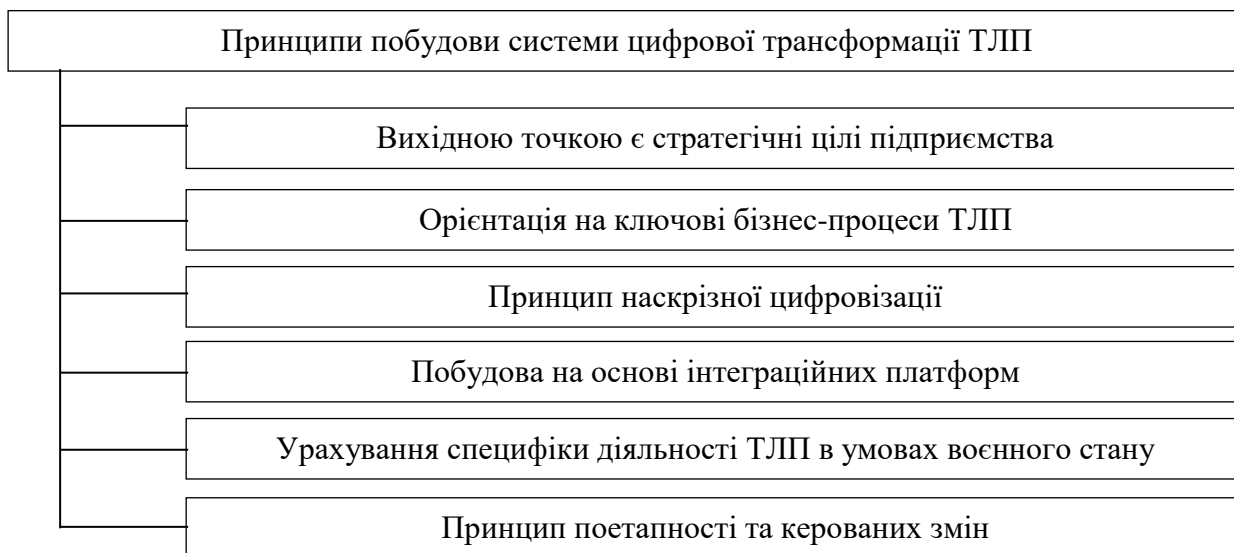 Принципи побудови системи цифрової трансформації ТЛП
Вихідною точкою є стратегічні цілі підприємства
Орієнтація на ключові бізнес-процеси ТЛП
Принцип наскрізної цифровізації
Побудова на основі інтеграційних платформ
Урахування специфіки діяльності ТЛП в умовах воєнного стану
Принцип поетапності та керованих змін